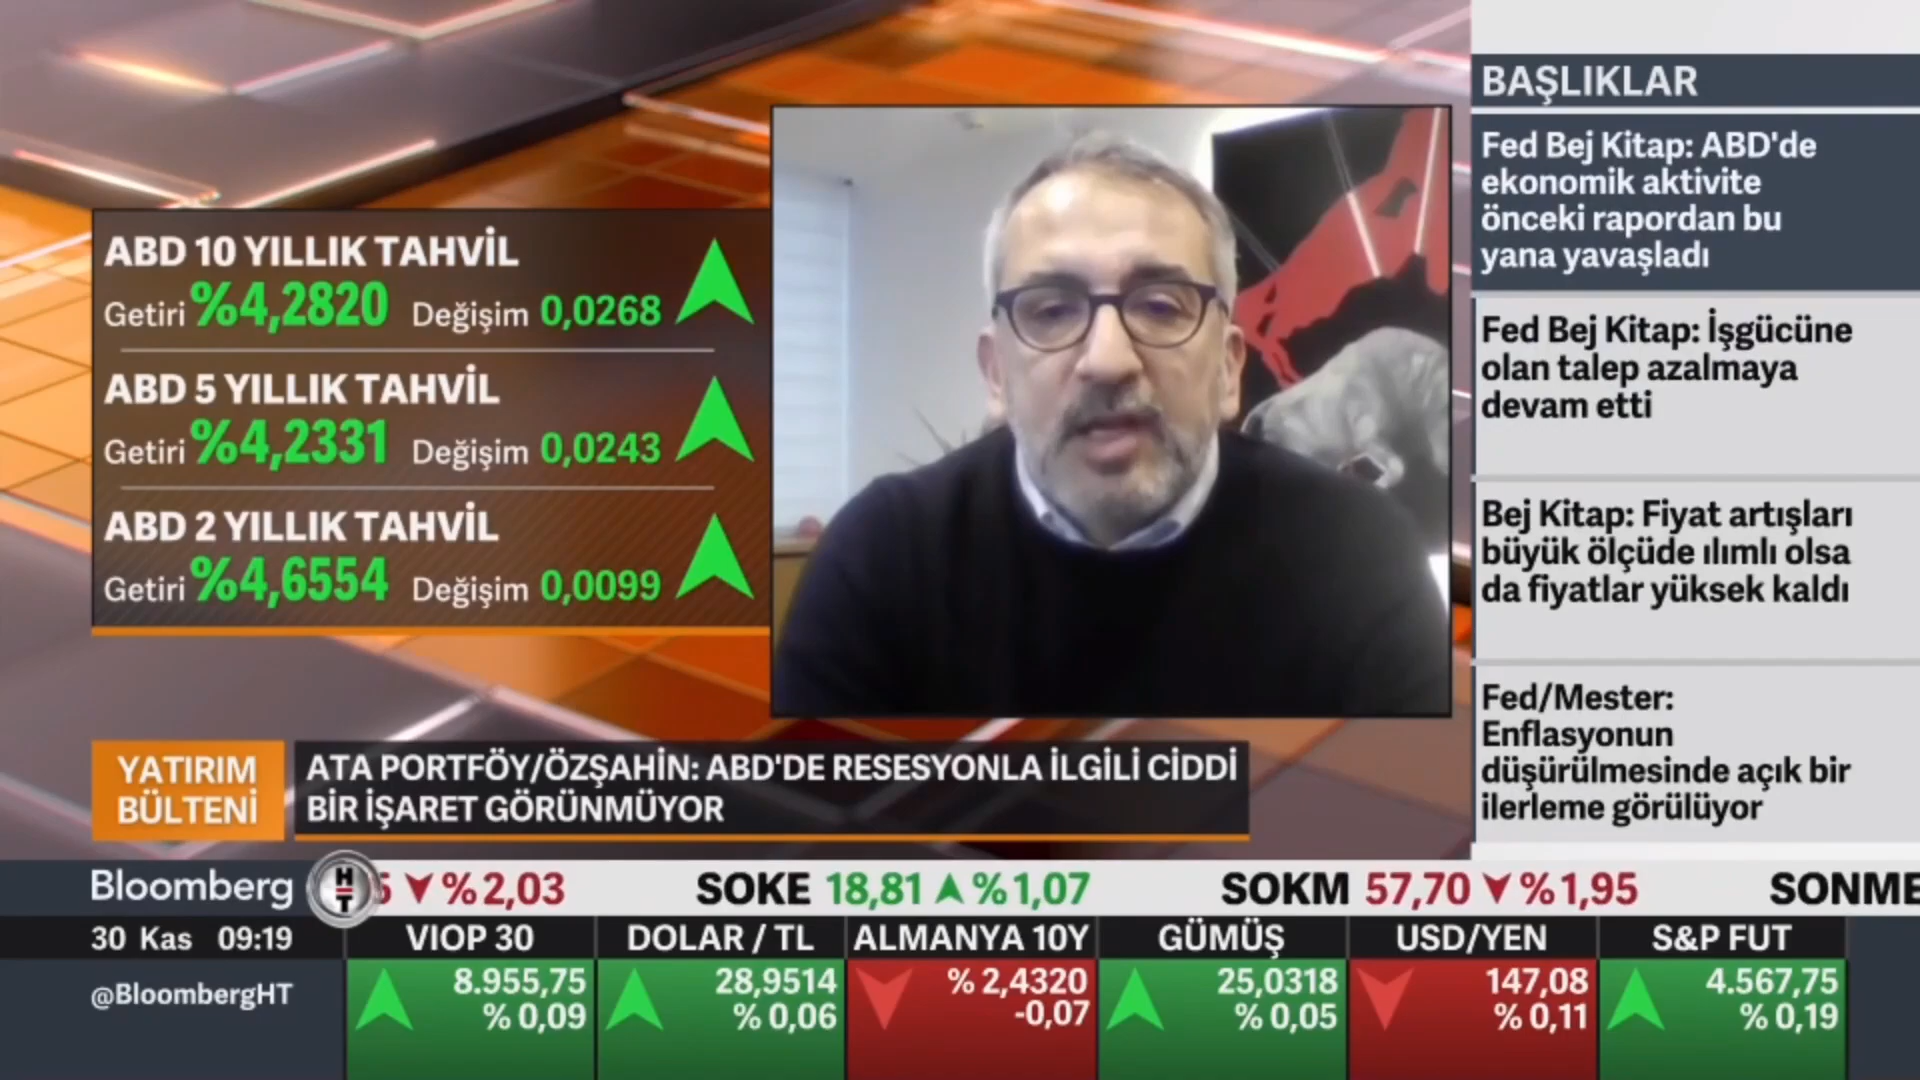 BAŞLIKLAR
Fed Bej Kitap: ABD'de
ekonomik aktivite
önceki rapordan bu
yana yavaşladı
Fed Bej Kitap: İşgücüne
olan talep azalmaya
devam etti
Bej Kitap: Fiyat artışları
büyük ölçüde ılımlı olsa
da fiyatlar yüksek kaldı
Fed/Mester:
Enflasyonun
düşürülmesinde açık bir
ilerleme görülüyor
ABD 10 YILLIK TAHVİL
Getiri %4,2820 Değişim 0,0268
ABD 5 YILLIK TAHVİL
Getiri %4,2331 Değişim 0,0243
ABD 2 YILLIK TAHVİL
Getiri %4,6554 Değişim 0,0099
YATIRIM
BÜLTENİ
ATA PORTFÖY/ÖZŞAHİN: ABD'DE RESESYONLA İLGİLİ CİDDİ
BİR İŞARET GÖRÜNMÜYOR
Bloomberg HT
%2,03 SOKE 18,81 %1,07 SOKM 57,70 %1,95 SONME
30 Kas 09:19
@BloombergHT
VIOP 30
8.955,75
% 0,09
DOLAR / TL
28,9514
% 0,06
ALMANYA 10Y
% 2,4320
-0,07
GÜMÜŞ
25,0318
% 0,05
USD/YEN
147,08
% 0,11
S&P FUT
4.567,75
% 0,19